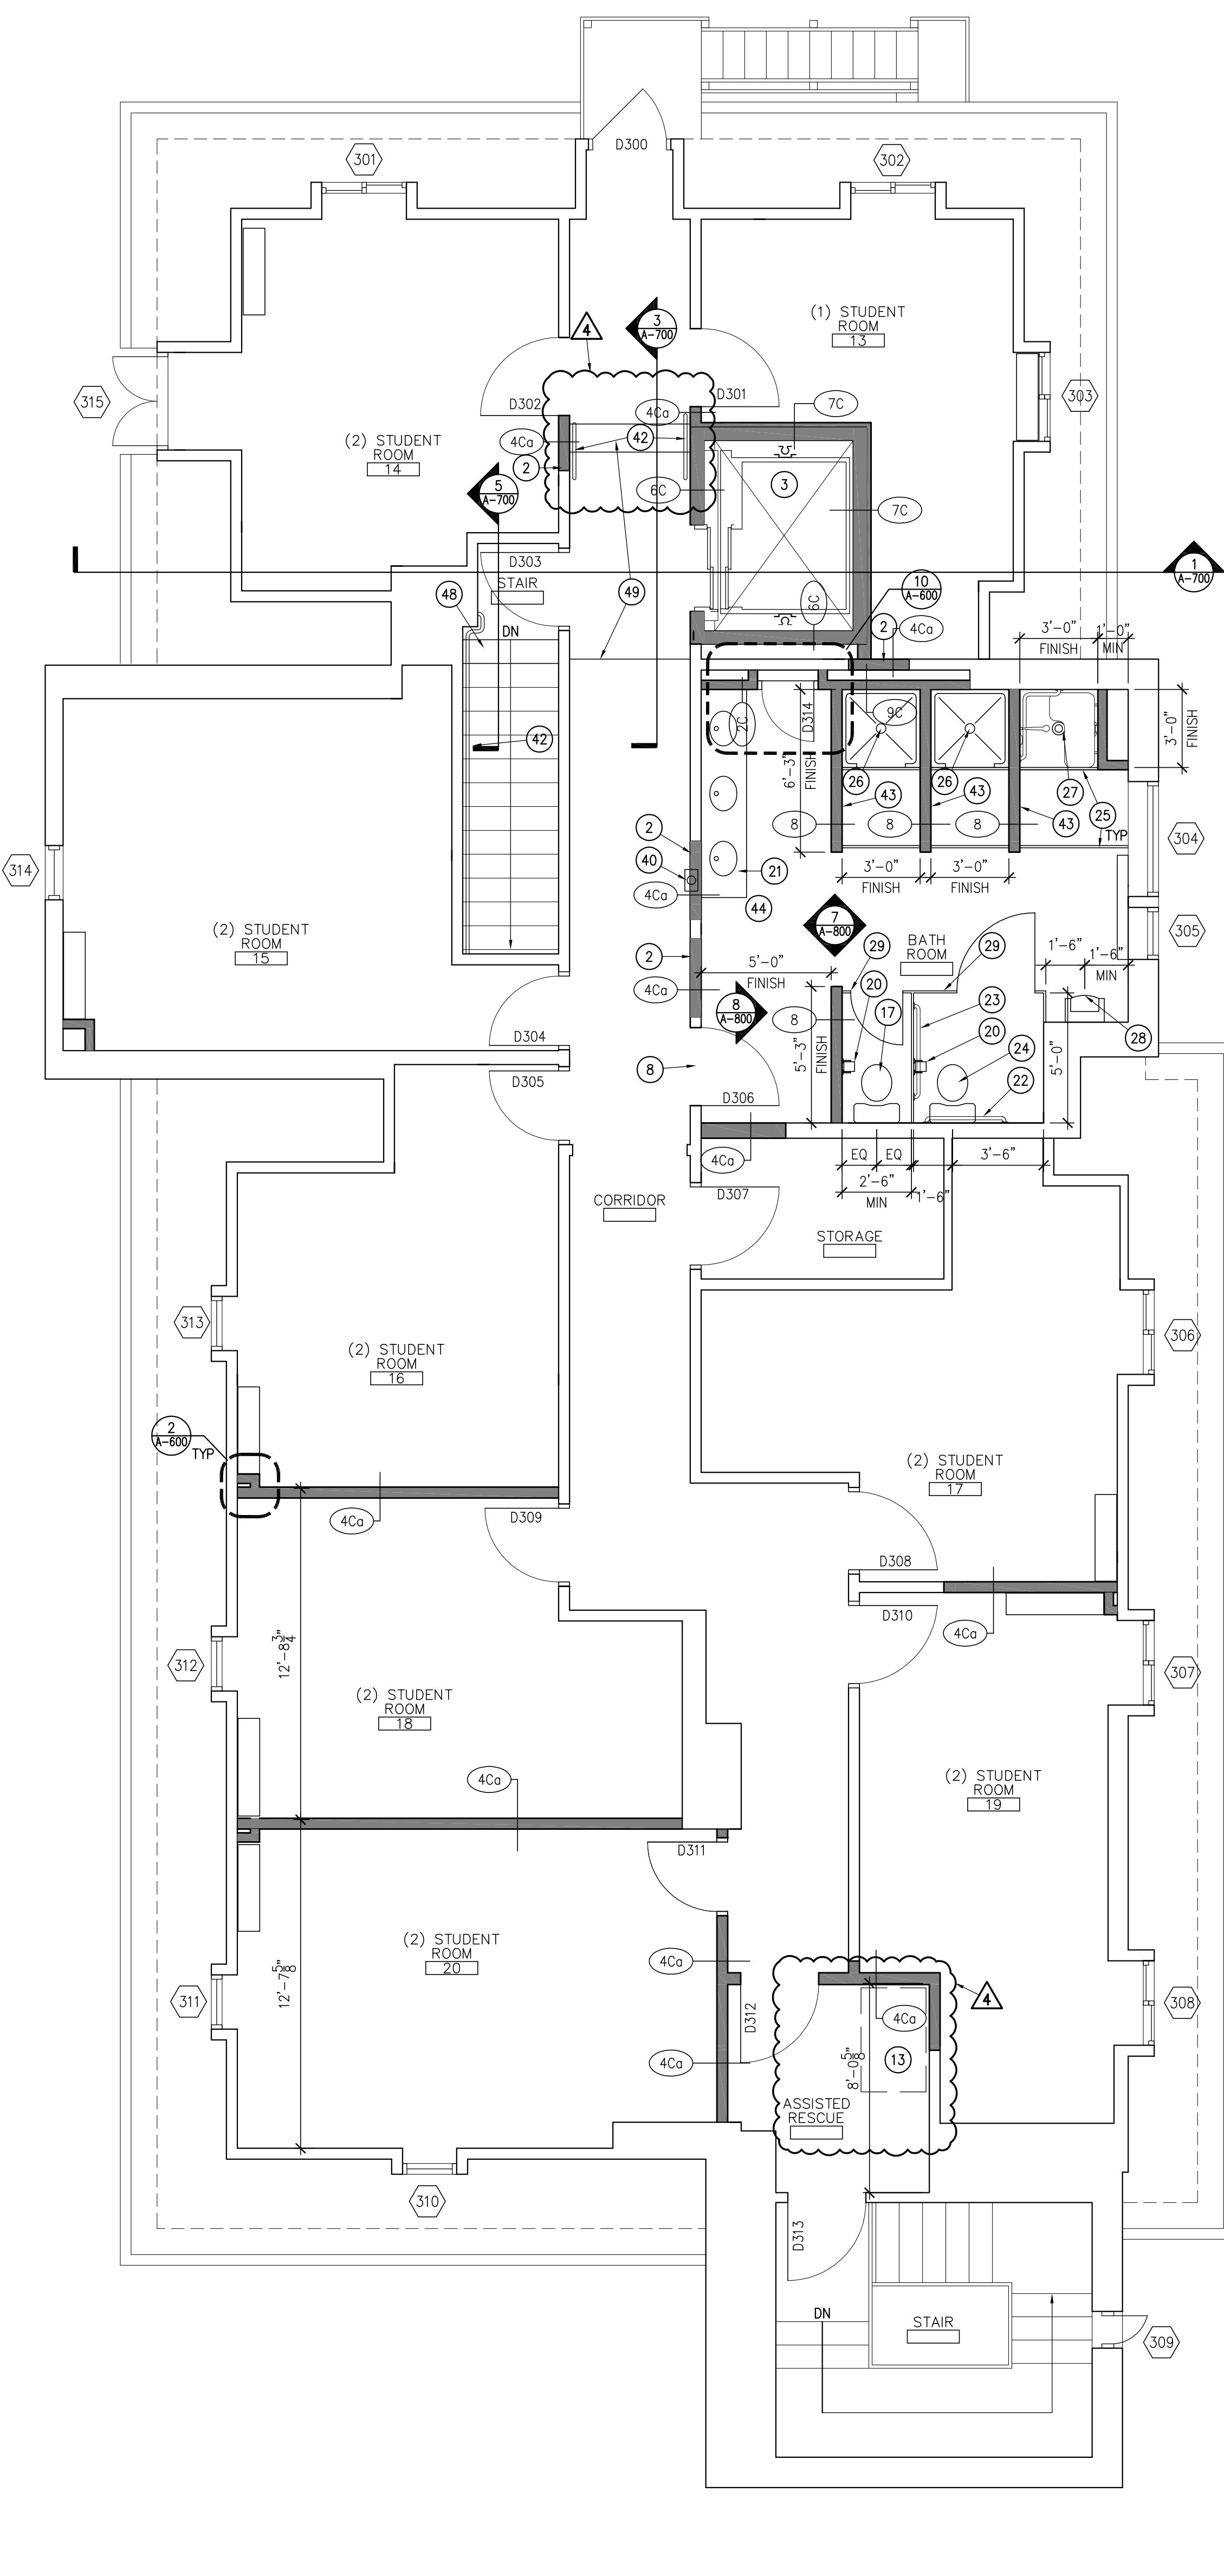 D300
301
302
4
3
A-700
(1) STUDENT
ROOM
13
315
303
D302
D301
7C
4Ca
4Ca
42
(2) STUDENT
ROOM
14
2
5
A-700
6C
3
7C
D303
STAIR
49
1
A-700
48
DN
6C
10
A-600
2
4Ca
3'-0"
FINISH
1'-0"
MIN
2C
D314
9C
3'-0"
FINISH
42
6'-3"
FINISH
26
26
27
43
43
43
25
TYP
8
8
8
2
40
4Ca
21
44
304
314
3'-0"
FINISH
3'-0"
FINISH
7
A-800
305
(2) STUDENT
ROOM
15
2
4Ca
5'-0"
FINISH
29
BATH
ROOM
29
1'-6"
1'-6"
MIN
20
17
23
20
24
22
28
8
A-800
8
5'-3"
FINISH
5'-0"
D304
D305
8
D306
4Ca
EQ
EQ
2'-6"
MIN
1'-6"
3'-6"
D307
CORRIDOR
STORAGE
313
306
(2) STUDENT
ROOM
16
2
A-600
TYP
(2) STUDENT
ROOM
17
4Ca
D309
D308
D310
4Ca
12'-8 3/4"
312
307
(2) STUDENT
ROOM
18
4Ca
(2) STUDENT
ROOM
19
D311
(2) STUDENT
ROOM
20
4Ca
12'-7 5/8"
311
D312
4Ca
4
308
4Ca
13
8'-0 5/8"
ASSISTED
RESCUE
310
D313
DN
STAIR
309